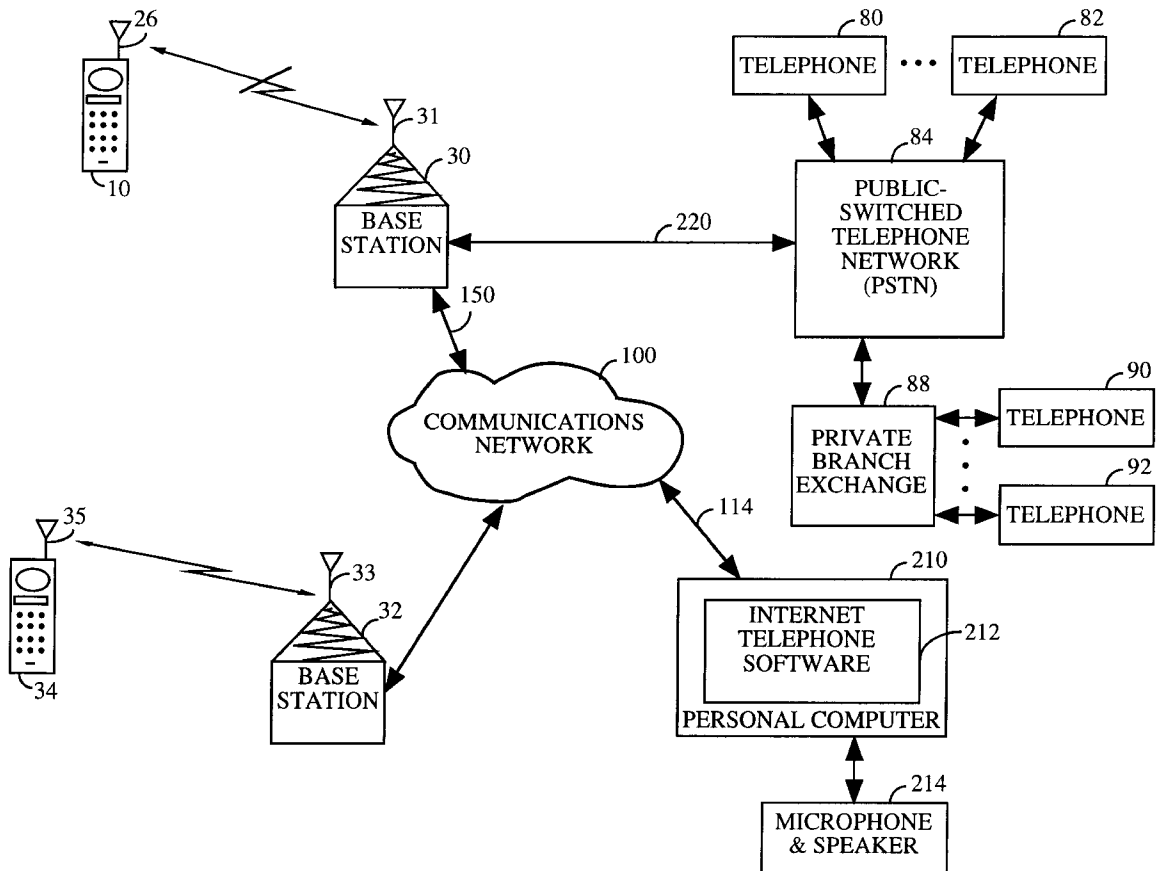 26
10
31
30
BASE
STATION
220
150
80
TELEPHONE
• • •
82
TELEPHONE
84
PUBLIC-
SWITCHED
TELEPHONE
NETWORK
(PSTN)
100
COMMUNICATIONS
NETWORK
88
PRIVATE
BRANCH
EXCHANGE
90
TELEPHONE
92
TELEPHONE
114
35
34
33
32
BASE
STATION
210
INTERNET
TELEPHONE
SOFTWARE
212
PERSONAL COMPUTER
214
MICROPHONE
& SPEAKER